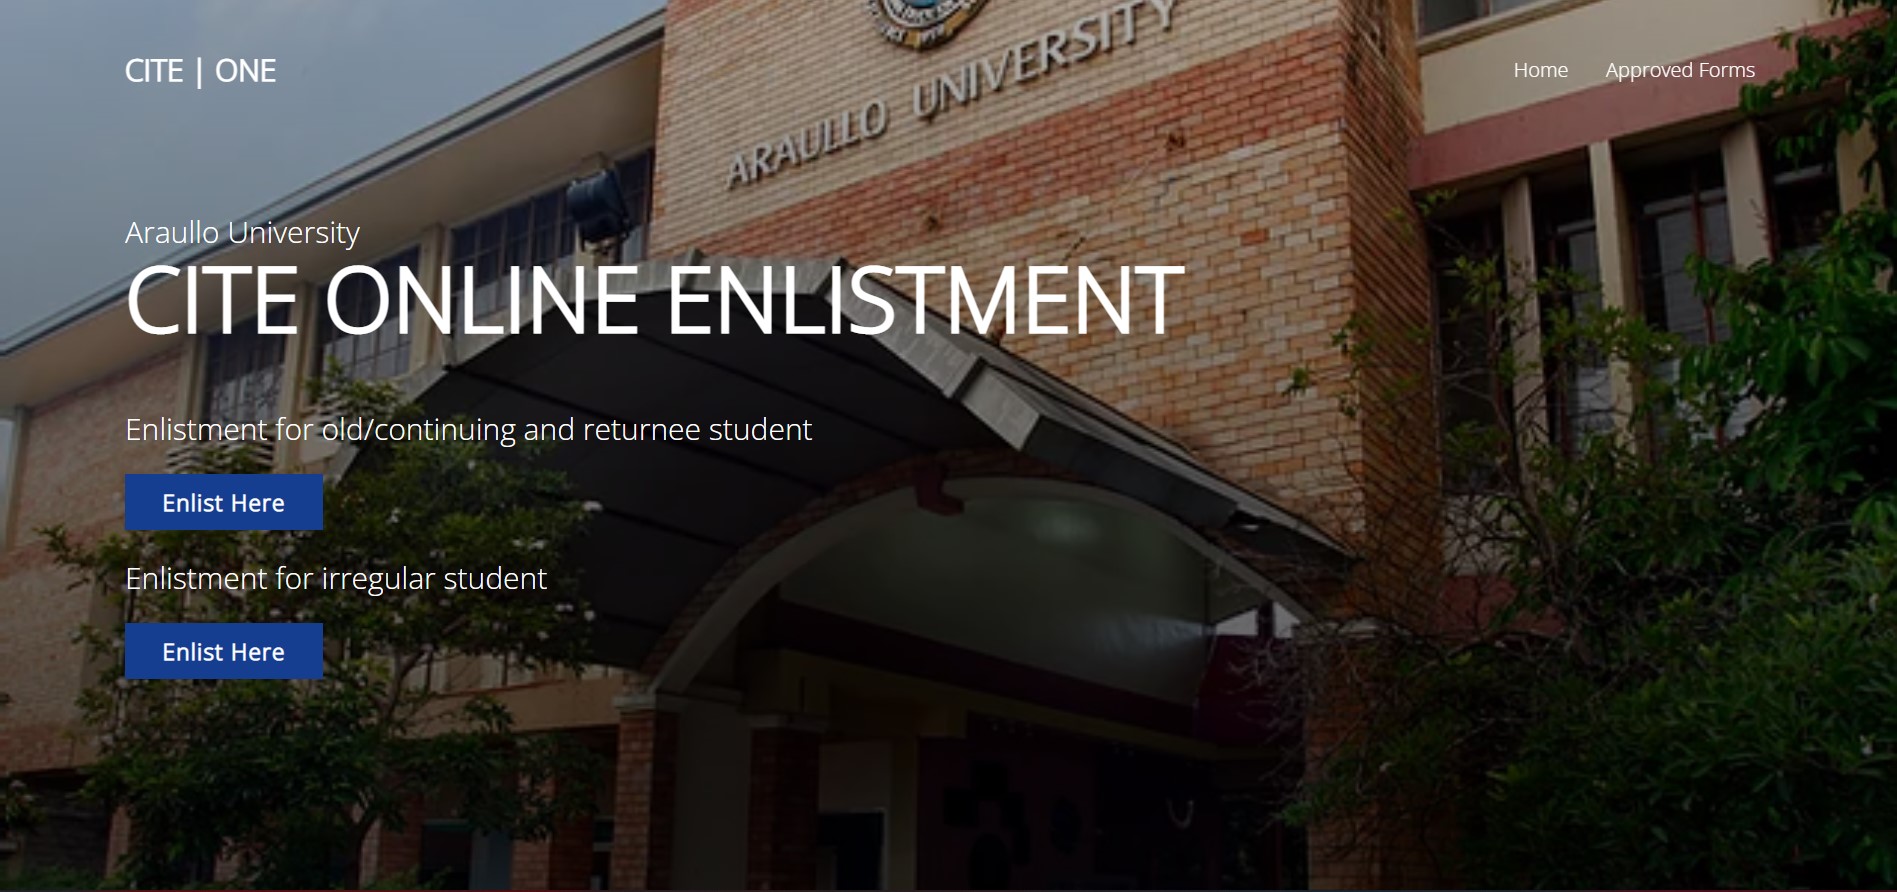 CITE | ONE
Home
Approved Forms
ARAULLO UNIVERSITY
Araullo University
CITE ONLINE ENLISTMENT
Enlistment for old/continuing and returnee student
Enlist Here
Enlistment for irregular student
Enlist Here